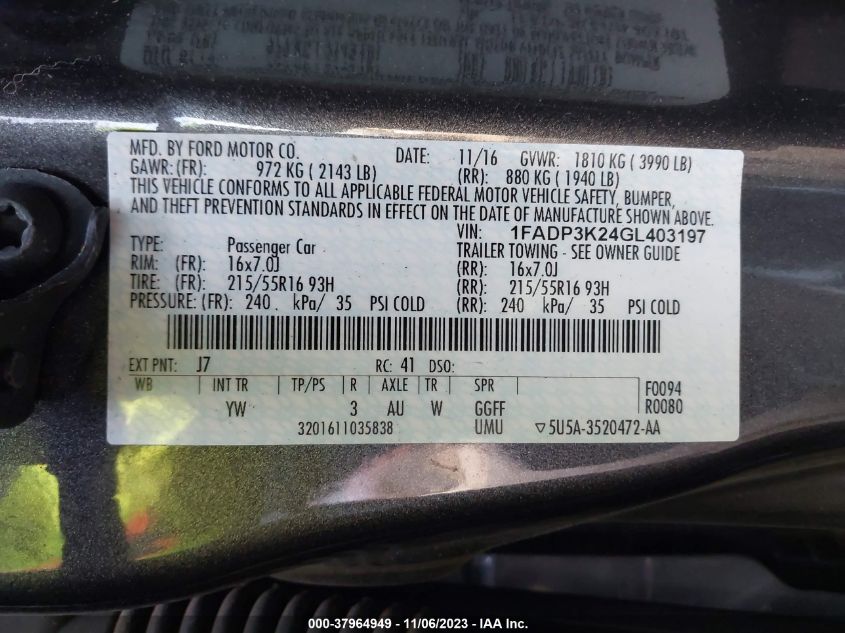 MFD. BY FORD MOTOR CO. DATE: 11/16 GVWR: 1810 KG ( 3990 LB)
GAWR: (FR): 972 KG ( 2143 LB) (RR): 880 KG ( 1940 LB)
THIS VEHICLE CONFORMS TO ALL APPLICABLE FEDERAL MOTOR VEHICLE SAFETY, BUMPER,
AND THEFT PREVENTION STANDARDS IN EFFECT ON THE DATE OF MANUFACTURE SHOWN ABOVE.
VIN: 1FADP3K24GL403197
TYPE: Passenger Car TRAILER TOWING - SEE OWNER GUIDE
RIM: (FR): 16x7.0J (RR): 16x7.0J
TIRE: (FR): 215/55R16 93H (RR): 215/55R16 93H
PRESSURE: (FR): 240 kPa/ 35 PSI COLD (RR): 240 kPa/ 35 PSI COLD
EXT PNT: J7 RC: 41 DSO:
WB INT TR TP/PS R AXLE TR SPR F0094
YW 3 AU W GGFF R0080
3201611035838 UMU ▽5U5A-3520472-AA
000-37964949 - 11/06/2023 - IAA Inc.